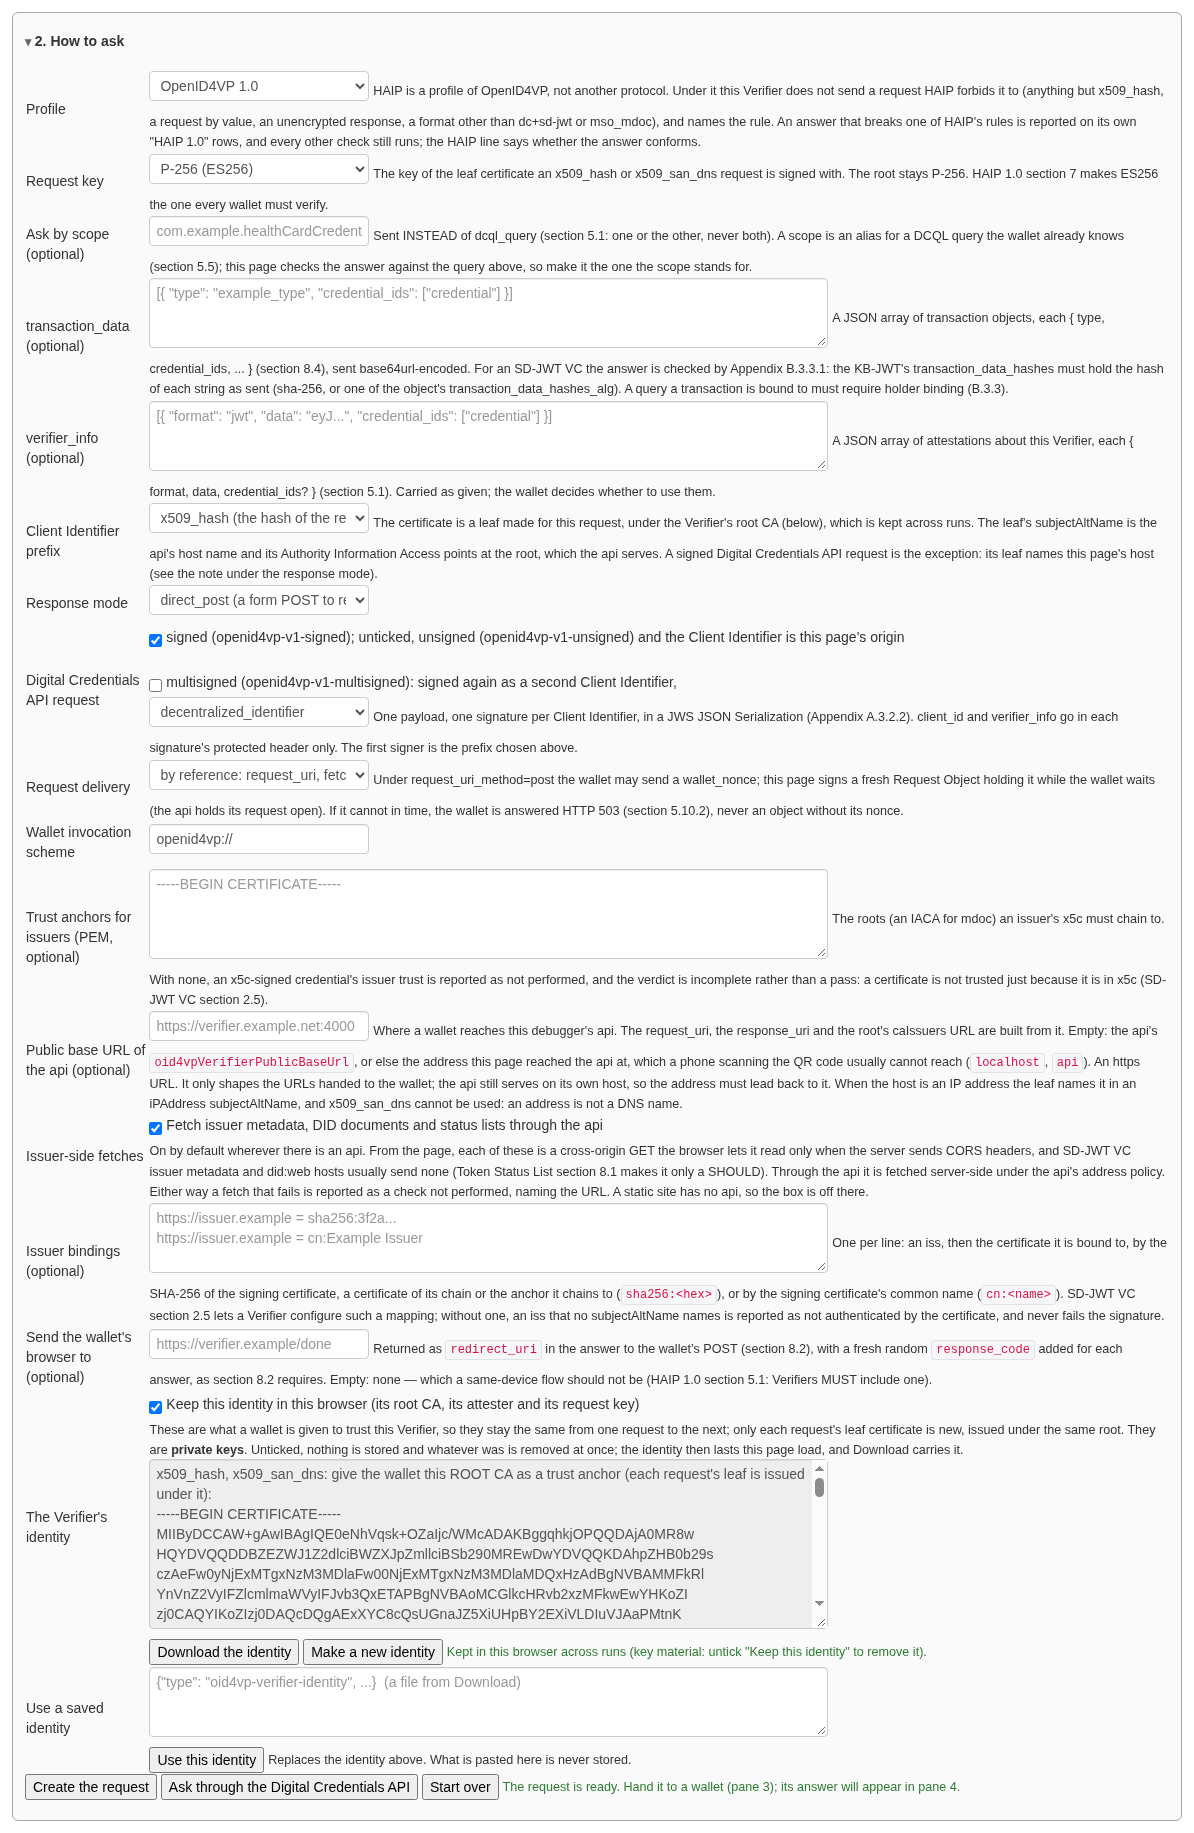 ▾ 2. How to ask
OpenID4VP 1.0
HAIP is a profile of OpenID4VP, not another protocol. Under it this Verifier does not send a request HAIP forbids it to (anything but x509_hash,
Profile
a request by value, an unencrypted response, a format other than dc+sd-jwt or mso_mdoc), and names the rule. An answer that breaks one of HAIP's rules is reported on its own
"HAIP 1.0" rows, and every other check still runs; the HAIP line says whether the answer conforms.
P-256 (ES256)
The key of the leaf certificate an x509_hash or x509_san_dns request is signed with. The root stays P-256. HAIP 1.0 section 7 makes ES256
Request key
the one every wallet must verify.
Ask by scope
(optional)
com.example.healthCardCredent
Sent INSTEAD of dcql_query (section 5.1: one or the other, never both). A scope is an alias for a DCQL query the wallet already knows
(section 5.5); this page checks the answer against the query above, so make it the one the scope stands for.
[{ "type": "example_type", "credential_ids": ["credential"] }]
A JSON array of transaction objects, each { type,
transaction_data
(optional)
credential_ids, ... } (section 8.4), sent base64url-encoded. For an SD-JWT VC the answer is checked by Appendix B.3.3.1: the KB-JWT's transaction_data_hashes must hold the hash
of each string as sent (sha-256, or one of the object's transaction_data_hashes_alg). A query a transaction is bound to must require holder binding (B.3.3).
[{ "format": "jwt", "data": "eyJ...", "credential_ids": ["credential"] }]
A JSON array of attestations about this Verifier, each {
verifier_info
(optional)
format, data, credential_ids? } (section 5.1). Carried as given; the wallet decides whether to use them.
x509_hash (the hash of the re
The certificate is a leaf made for this request, under the Verifier's root CA (below), which is kept across runs. The leaf's subjectAltName is the
Client Identifier
prefix
api's host name and its Authority Information Access points at the root, which the api serves. A signed Digital Credentials API request is the exception: its leaf names this page's host
(see the note under the response mode).
Response mode
direct_post (a form POST to re
signed (openid4vp-v1-signed); unticked, unsigned (openid4vp-v1-unsigned) and the Client Identifier is this page's origin
Digital Credentials
API request
multisigned (openid4vp-v1-multisigned): signed again as a second Client Identifier,
decentralized_identifier
One payload, one signature per Client Identifier, in a JWS JSON Serialization (Appendix A.3.2.2). client_id and verifier_info go in each
signature's protected header only. The first signer is the prefix chosen above.
by reference: request_uri, fetc
Under request_uri_method=post the wallet may send a wallet_nonce; this page signs a fresh Request Object holding it while the wallet waits
Request delivery
(the api holds its request open). If it cannot in time, the wallet is answered HTTP 503 (section 5.10.2), never an object without its nonce.
Wallet invocation
scheme
openid4vp://
-----BEGIN CERTIFICATE-----
Trust anchors for
issuers (PEM,
optional)
The roots (an IACA for mdoc) an issuer's x5c must chain to.
With none, an x5c-signed credential's issuer trust is reported as not performed, and the verdict is incomplete rather than a pass: a certificate is not trusted just because it is in x5c (SD-
JWT VC section 2.5).
https://verifier.example.net:4000
Where a wallet reaches this debugger's api. The request_uri, the response_uri and the root's caIssuers URL are built from it. Empty: the api's
Public base URL of
the api (optional)
oid4vpVerifierPublicBaseUrl, or else the address this page reached the api at, which a phone scanning the QR code usually cannot reach (localhost, api). An https
URL. It only shapes the URLs handed to the wallet; the api still serves on its own host, so the address must lead back to it. When the host is an IP address the leaf names it in an
iPAddress subjectAltName, and x509_san_dns cannot be used: an address is not a DNS name.
Fetch issuer metadata, DID documents and status lists through the api
Issuer-side fetches
On by default wherever there is an api. From the page, each of these is a cross-origin GET the browser lets it read only when the server sends CORS headers, and SD-JWT VC
issuer metadata and did:web hosts usually send none (Token Status List section 8.1 makes it only a SHOULD). Through the api it is fetched server-side under the api's address policy.
Either way a fetch that fails is reported as a check not performed, naming the URL. A static site has no api, so the box is off there.
https://issuer.example = sha256:3f2a...
https://issuer.example = cn:Example Issuer
Issuer bindings
(optional)
One per line: an iss, then the certificate it is bound to, by the
SHA-256 of the signing certificate, a certificate of its chain or the anchor it chains to (sha256:<hex>), or by the signing certificate's common name (cn:<name>). SD-JWT VC
section 2.5 lets a Verifier configure such a mapping; without one, an iss that no subjectAltName names is reported as not authenticated by the certificate, and never fails the signature.
Send the wallet's
browser to
(optional)
https://verifier.example/done
Returned as redirect_uri in the answer to the wallet's POST (section 8.2), with a fresh random response_code added for each
answer, as section 8.2 requires. Empty: none — which a same-device flow should not be (HAIP 1.0 section 5.1: Verifiers MUST include one).
Keep this identity in this browser (its root CA, its attester and its request key)
These are what a wallet is given to trust this Verifier, so they stay the same from one request to the next; only each request's leaf certificate is new, issued under the same root. They
are private keys. Unticked, nothing is stored and whatever was is removed at once; the identity then lasts this page load, and Download carries it.
The Verifier's
identity
x509_hash, x509_san_dns: give the wallet this ROOT CA as a trust anchor (each request's leaf is issued
under it):
-----BEGIN CERTIFICATE-----
MIIByDCCAW+gAwIBAgIQE0eNhVqsk+OZaIjc/WMcADAKBggqhkjOPQQDAjA0MR8w
HQYDVQQDDBZEZWJ1Z2dlciBWZXJpZmllciBSb290MREwDwYDVQQKDAhpZHB0b29s
czAeFw0yNjExMTgxNzM3MDlaFw00NjExMTgxNzM3MDlaMDQxHzAdBgNVBAMMFkRl
YnVnZ2VyIFZlcmlmaWVyIFJvb3QxETAPBgNVBAoMCGlkcHRvb2xzMFkwEwYHKoZI
zj0CAQYIKoZIzj0DAQcDQgAExXYC8cQsUGnaJZ5XiUHpBY2EXiVLDIuVJAaPMtnK
Download the identity
Make a new identity
Kept in this browser across runs (key material: untick "Keep this identity" to remove it).
{"type": "oid4vp-verifier-identity", ...} (a file from Download)
Use a saved
identity
Use this identity
Replaces the identity above. What is pasted here is never stored.
Create the request
Ask through the Digital Credentials API
Start over
The request is ready. Hand it to a wallet (pane 3); its answer will appear in pane 4.